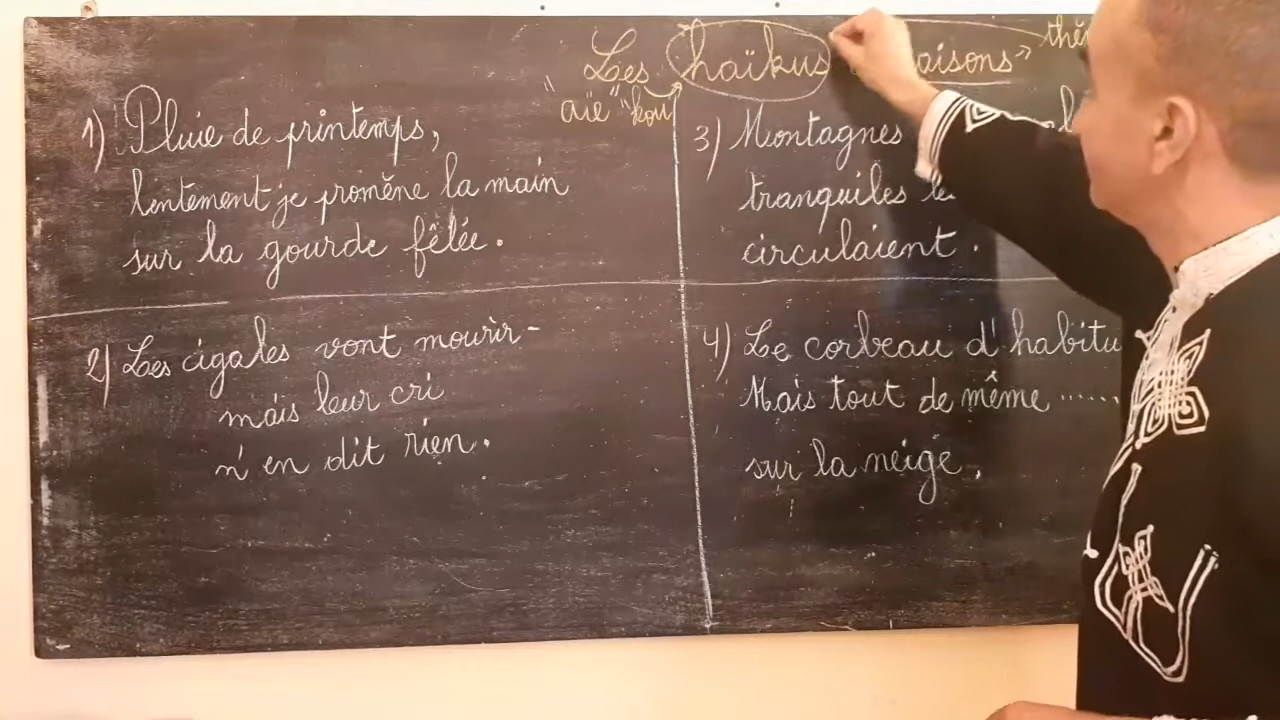 Les haïkus aisons" thè
"aïe" "kou
1) Pluie de printemps,
lentement je promène la main
sur la gourde fêlée.
2) Les cigales vont mourir -
mais leur cri
n'en dit rien.
3) Montagnes
tranquiles
circulaient.
4) Le corbeau d'habitu
Mais tout de même ......
sur la neige.